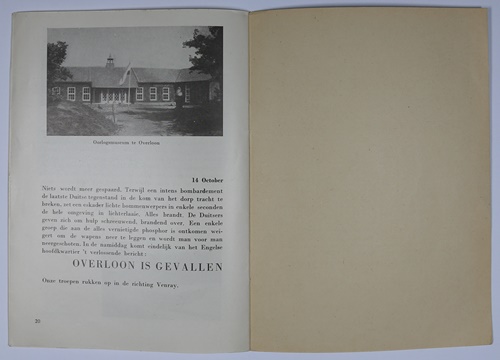 Oorlogsmuseum te Overloon
14 October
Niets wordt meer gespaard. Terwijl een intens bombardement
de laatste Duitse tegenstand in de kom van het dorp tracht te
breken, zet een eskader lichte bommenwerpers in enkele seconden
de hele omgeving in lichterlaaie. Alles brandt. De Duitsers
geven zich om hulp schreeuwend, brandend over. Een enkele
groep die aan de alles vernietigde phosphor is ontkomen wei-
gert om de wapens neer te leggen en wordt man voor man
neergeschoten. In de namiddag komt eindelijk van het Engelse
hoofdkwartier 't verlossende bericht:
OVERLOON IS GEVALLEN
Onze troepen rukken op in de richting Venray.
20